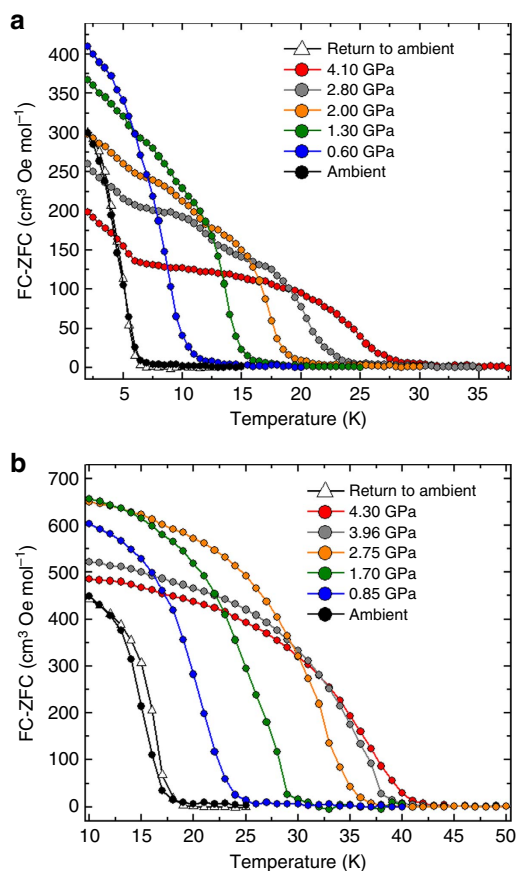 a
FC-ZFC (cm³ Oe mol⁻¹)
400
350
300
250
200
150
100
50
0
Return to ambient
4.10 GPa
2.80 GPa
2.00 GPa
1.30 GPa
0.60 GPa
Ambient
5 10 15 20 25 30 35
Temperature (K)
b
FC-ZFC (cm³ Oe mol⁻¹)
700
600
500
400
300
200
100
0
Return to ambient
4.30 GPa
3.96 GPa
2.75 GPa
1.70 GPa
0.85 GPa
Ambient
10 15 20 25 30 35 40 45 50
Temperature (K)